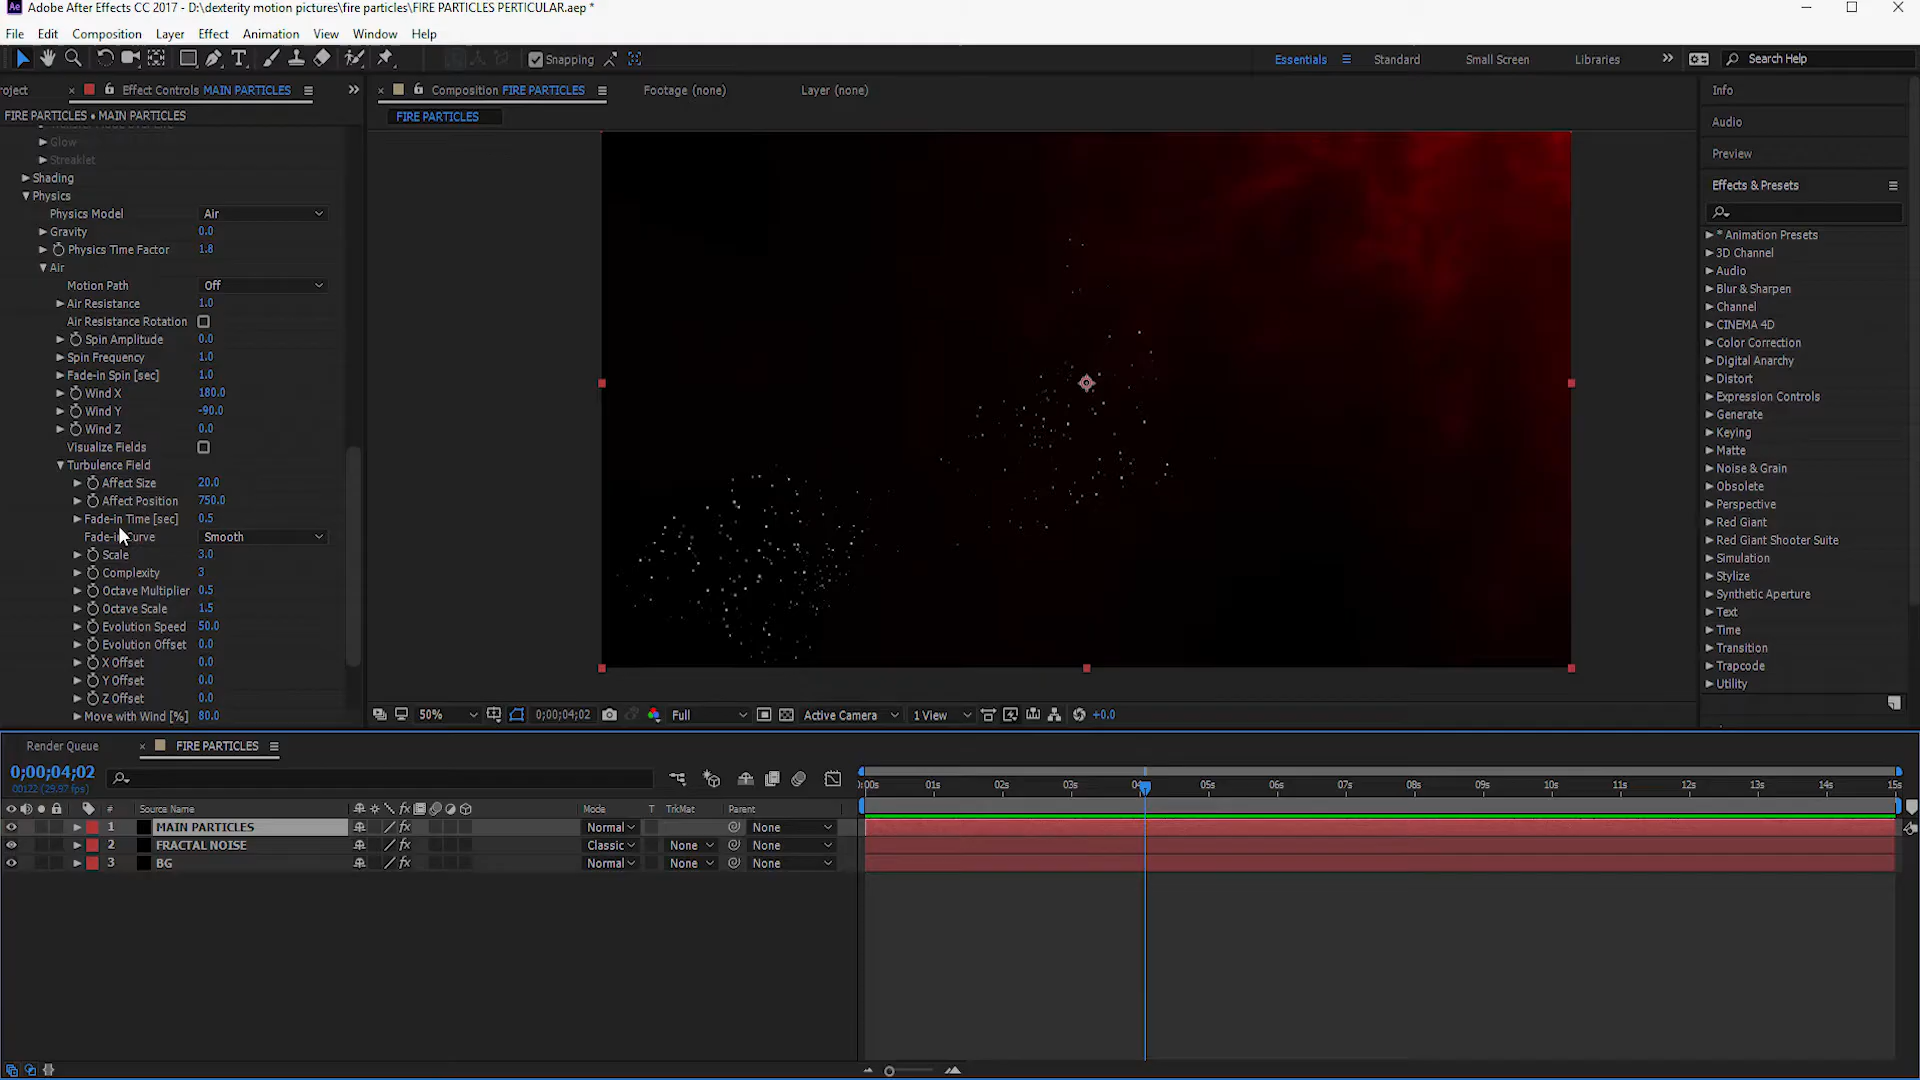 Adobe After Effects CC 2017 - D:\dexterity motion pictures\fire particles\FIRE PARTICLES PERTICULAR.aep *
File Edit Composition Layer Effect Animation View Window Help
Snapping
Essentials Standard Small Screen Libraries Search Help
roject Effect Controls MAIN PARTICLES
Composition FIRE PARTICLES Footage (none) Layer (none)
FIRE PARTICLES • MAIN PARTICLES
FIRE PARTICLES
Glow
Streaklet
Shading
Physics
Physics Model Air
Gravity 0.0
Physics Time Factor 1.8
Air
Motion Path Off
Air Resistance 1.0
Air Resistance Rotation
Spin Amplitude 0.0
Spin Frequency 1.0
Fade-in Spin [sec] 1.0
Wind X 180.0
Wind Y -90.0
Wind Z 0.0
Visualize Fields
Turbulence Field
Affect Size 20.0
Affect Position 750.0
Fade-in Time [sec] 0.5
Fade-in Curve Smooth
Scale 3.0
Complexity 3
Octave Multiplier 0.5
Octave Scale 1.5
Evolution Speed 50.0
Evolution Offset 0.0
X Offset 0.0
Y Offset 0.0
Z Offset 0.0
Move with Wind [%] 80.0
50% 0;00;04;02 Full Active Camera 1 View +0.0
Info
Audio
Preview
Effects & Presets
* Animation Presets
3D Channel
Audio
Blur & Sharpen
Channel
CINEMA 4D
Color Correction
Digital Anarchy
Distort
Expression Controls
Generate
Keying
Matte
Noise & Grain
Obsolete
Perspective
Red Giant
Red Giant Shooter Suite
Simulation
Stylize
Synthetic Aperture
Text
Time
Transition
Trapcode
Utility
Render Queue FIRE PARTICLES
0;00;04;02
00122 (29.97 fps)
:00s 01s 02s 03s 04s 05s 06s 07s 08s 09s 10s 11s 12s 13s 14s 15s
# Source Name fx Mode T TrkMat Parent
1 MAIN PARTICLES fx Normal None
2 FRACTAL NOISE fx Classic None None
3 BG fx Normal None None